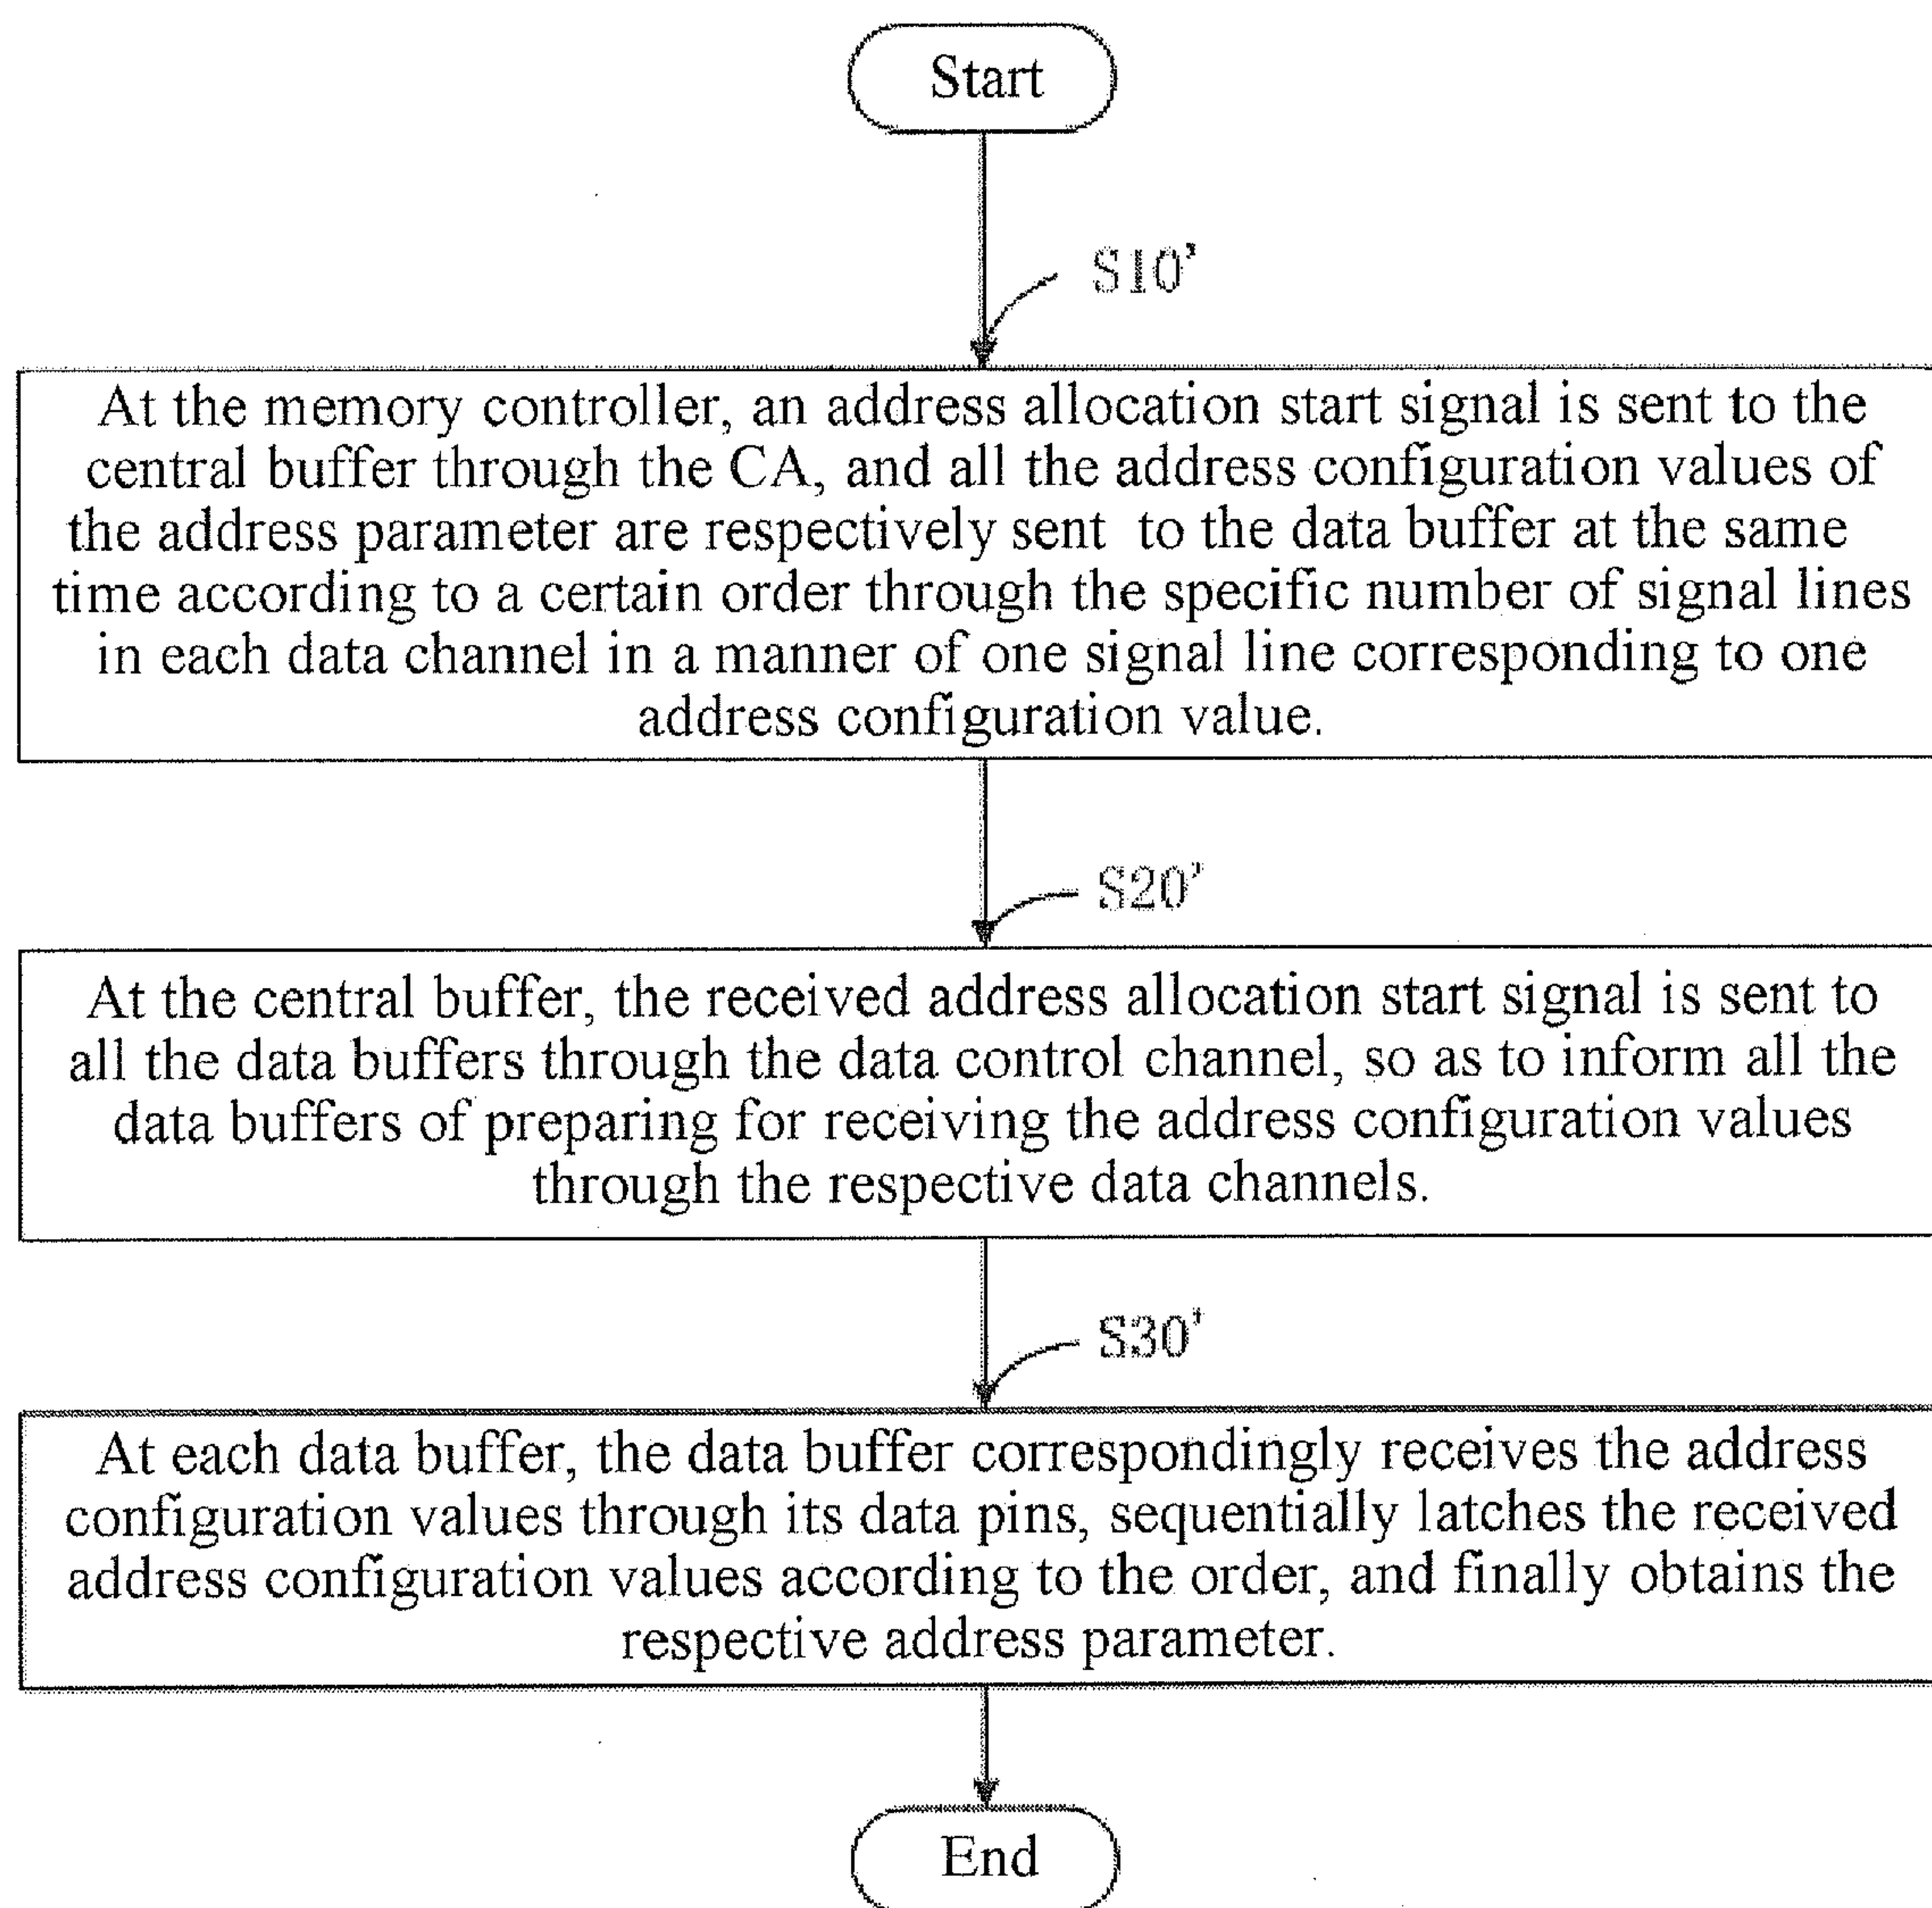 Start
S10’
At the memory controller, an address allocation start signal is sent to the
central buffer through the CA, and all the address configuration values of
the address parameter are respectively sent to the data buffer at the same
time according to a certain order through the specific number of signal lines
in each data channel in a manner of one signal line corresponding to one
address configuration value.
S20’
At the central buffer, the received address allocation start signal is sent to
all the data buffers through the data control channel, so as to inform all the
data buffers of preparing for receiving the address configuration values
through the respective data channels.
S30’
At each data buffer, the data buffer correspondingly receives the address
configuration values through its data pins, sequentially latches the received
address configuration values according to the order, and finally obtains the
respective address parameter.
End